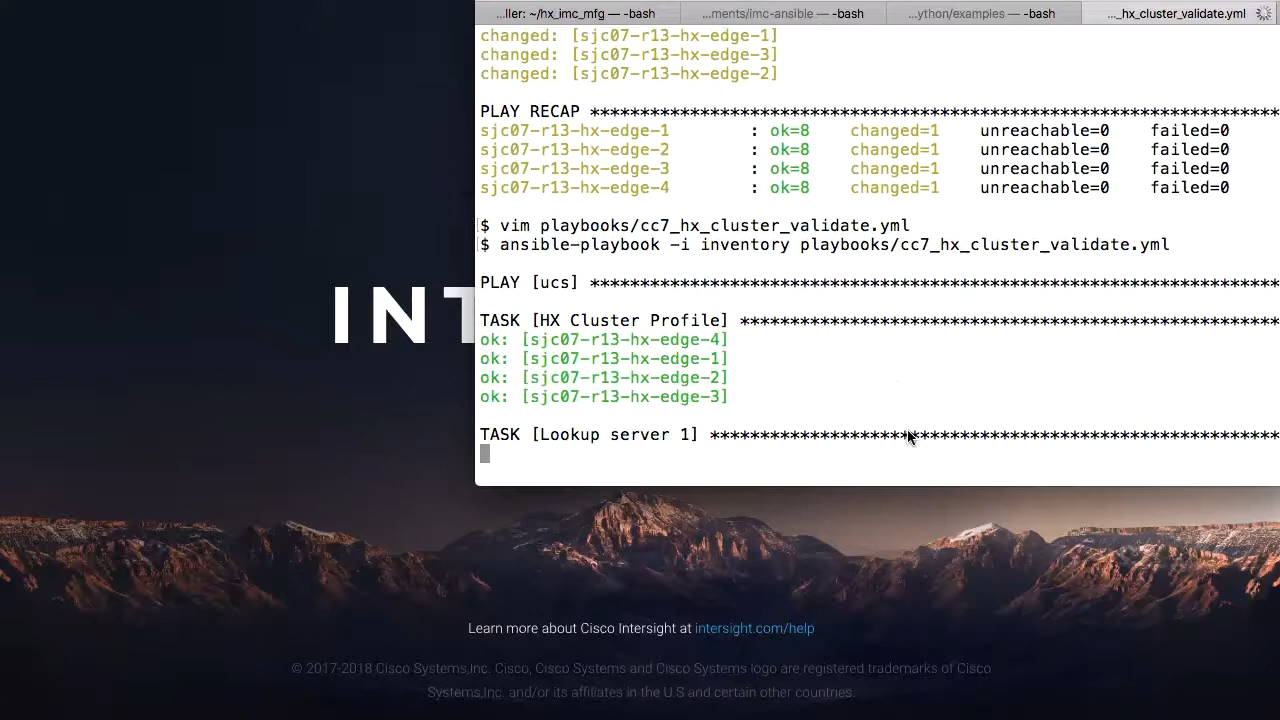 ...ller: ~/hx_imc_mfg — -bash
...ments/imc-ansible — -bash
...ython/examples — -bash
..._hx_cluster_validate.yml
changed: [sjc07-r13-hx-edge-1]
changed: [sjc07-r13-hx-edge-3]
changed: [sjc07-r13-hx-edge-2]
PLAY RECAP *********************************************************************
sjc07-r13-hx-edge-1 : ok=8 changed=1 unreachable=0 failed=0
sjc07-r13-hx-edge-2 : ok=8 changed=1 unreachable=0 failed=0
sjc07-r13-hx-edge-3 : ok=8 changed=1 unreachable=0 failed=0
sjc07-r13-hx-edge-4 : ok=8 changed=1 unreachable=0 failed=0
[$ vim playbooks/cc7_hx_cluster_validate.yml
[$ ansible-playbook -i inventory playbooks/cc7_hx_cluster_validate.yml
PLAY [ucs] *********************************************************************
TASK [HX Cluster Profile] ******************************************************
ok: [sjc07-r13-hx-edge-4]
ok: [sjc07-r13-hx-edge-1]
ok: [sjc07-r13-hx-edge-2]
ok: [sjc07-r13-hx-edge-3]
TASK [Lookup server 1] *********************************************************
INT
Learn more about Cisco Intersight at intersight.com/help
© 2017-2018 Cisco Systems,Inc. Cisco, Cisco Systems and Cisco Systems logo are registered trademarks of Cisco
Systems,Inc. and/or its affiliates in the U.S and certain other countries.